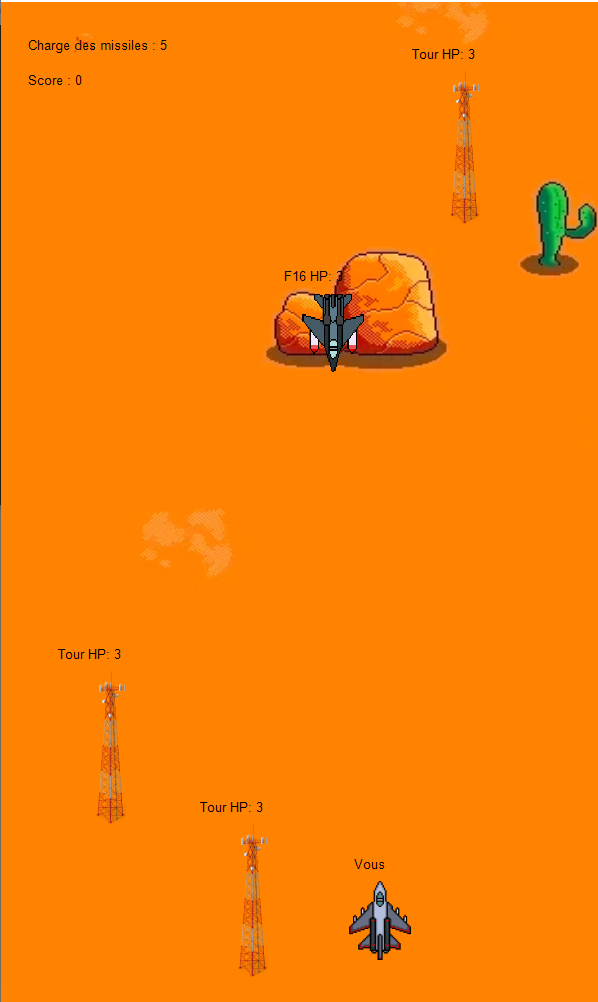 Charge des missiles : 5
Tour HP: 3
Score : 0
F16 HP: 3
Tour HP: 3
Tour HP: 3
Vous